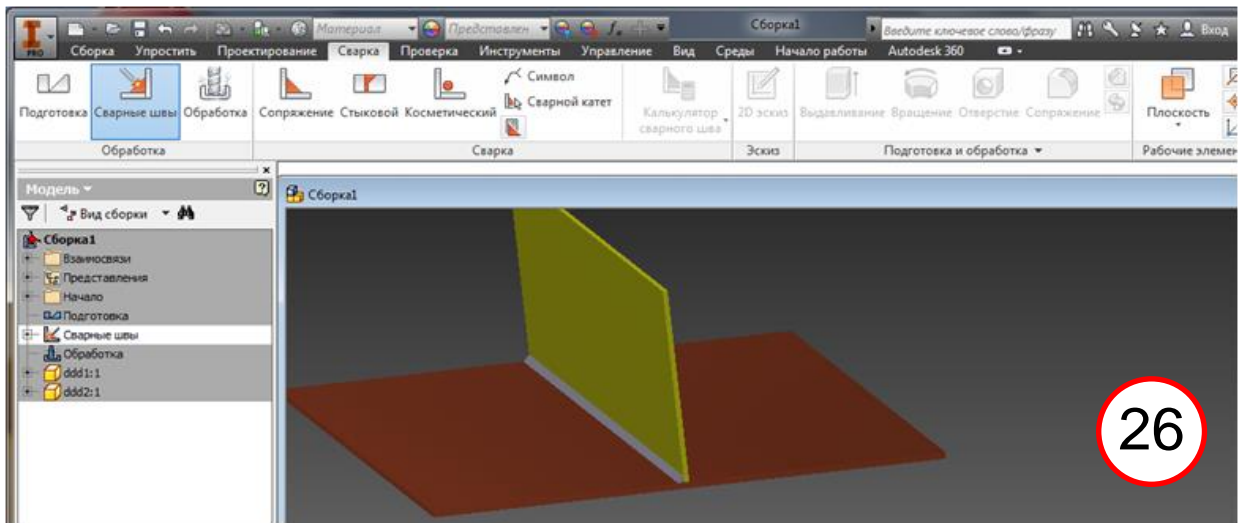 Материал
Представлен
Сборка1
Введите ключевое слово/фразу
Вход
PRO
Сборка Упростить Проектирование Сварка Проверка Инструменты Управление Вид Среды Начало работы Autodesk 360
Символ
Сварной катет
Подготовка Сварные швы Обработка Сопряжение Стыковой Косметический Калькулятор сварного шва 2D эскиз Выдавливание Вращение Отверстие Сопряжение Плоскость
Обработка Сварка Эскиз Подготовка и обработка Рабочие элемен
Модель
Вид сборки
Сборка1
Взаимосвязи
Представления
Начало
Подготовка
Сварные швы
Обработка
ddd1:1
ddd2:1
Сборка1
26